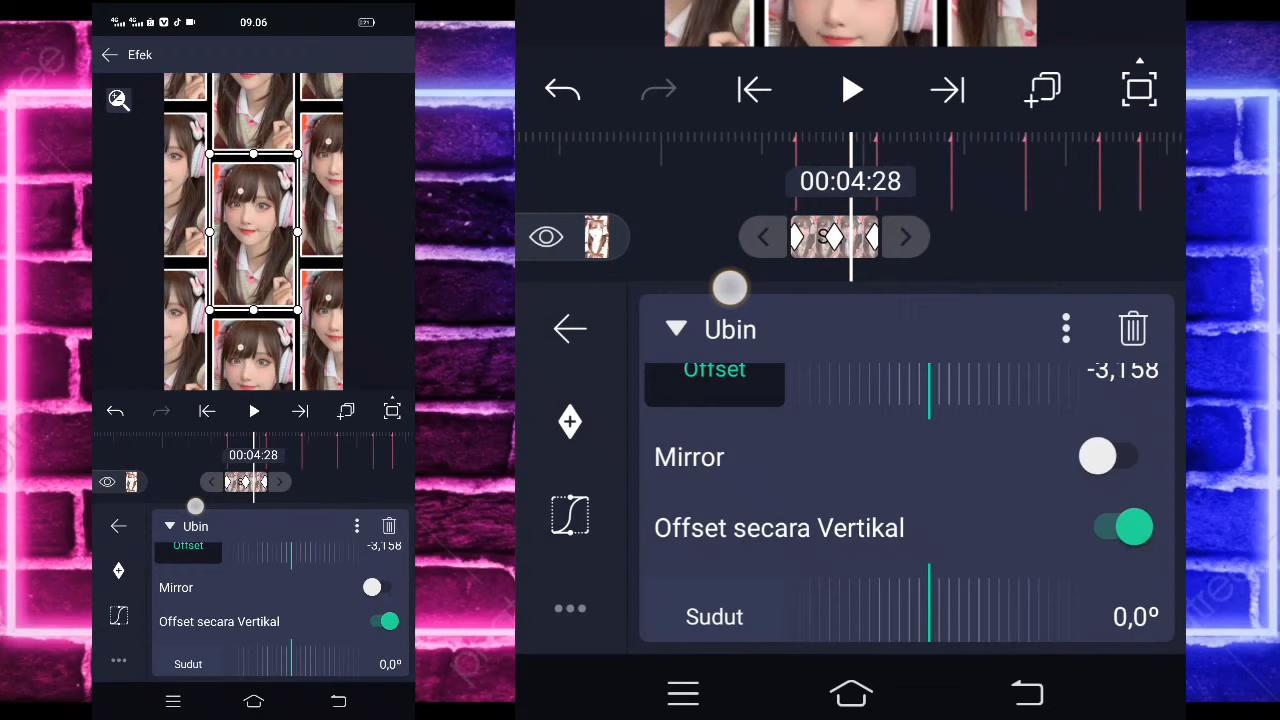 09.06
Efek
00:04:28
Ubin
Offset
-3,158
Mirror
Offset secara Vertikal
Sudut
0,0º
00:04:28
Ubin
Offset
-3,158
Mirror
Offset secara Vertikal
Sudut
0,0º